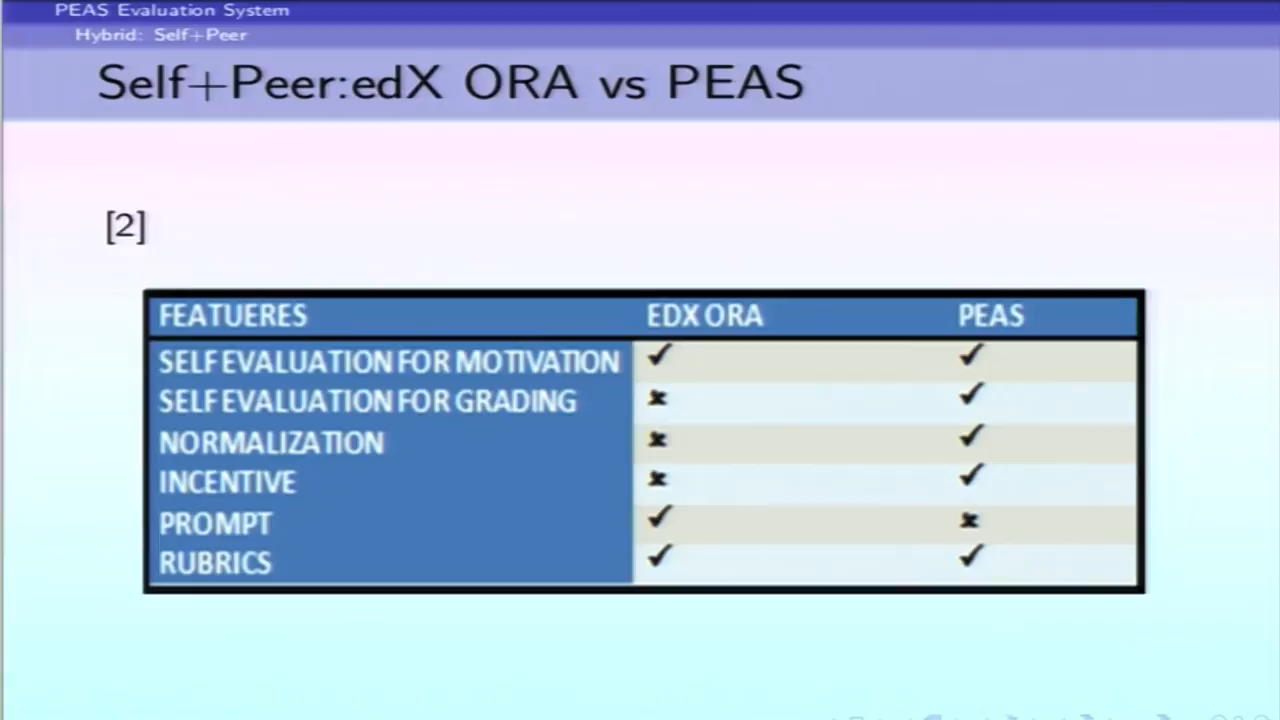 PEAS Evaluation System
Hybrid: Self+Peer
Self+Peer:edX ORA vs PEAS
[2]
FEATUERES EDX ORA PEAS
SELF EVALUATION FOR MOTIVATION ✓ ✓
SELF EVALUATION FOR GRADING × ✓
NORMALIZATION × ✓
INCENTIVE × ✓
PROMPT ✓ ×
RUBRICS ✓ ✓